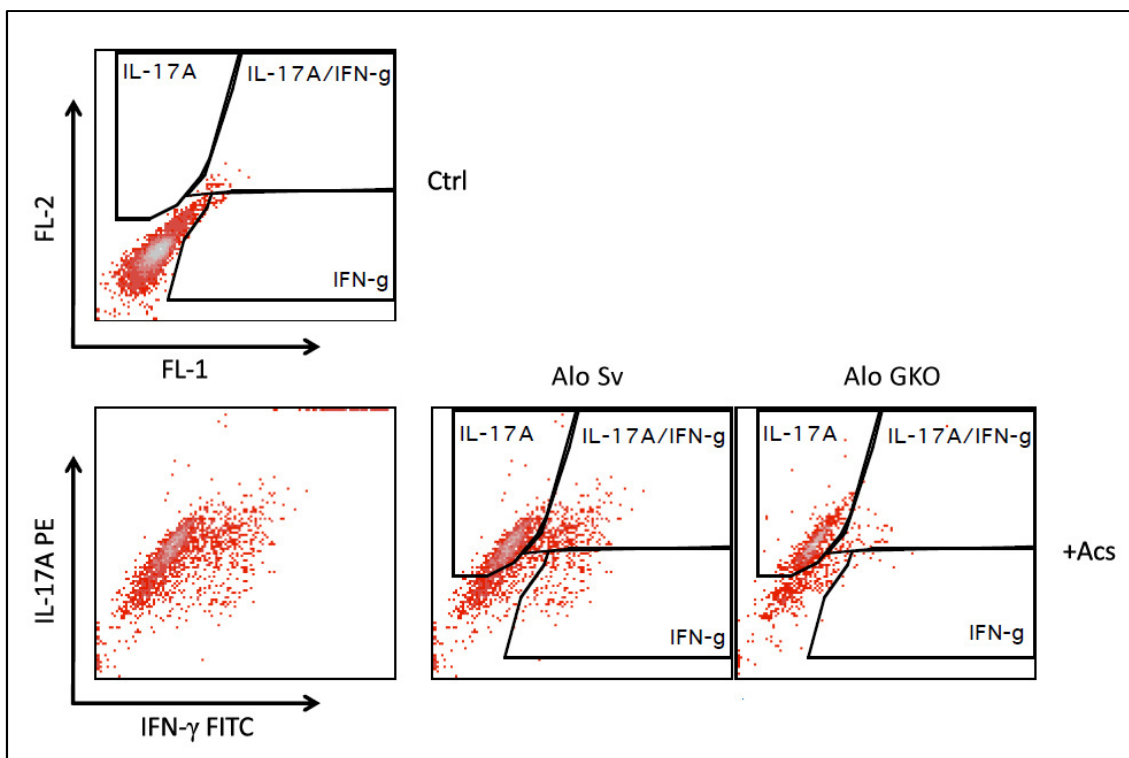 IL-17A
IL-17A/IFN-g
IFN-g
Ctrl
FL-2
FL-1
Alo Sv
Alo GKO
IL-17A
IL-17A/IFN-g
IFN-g
IL-17A
IL-17A/IFN-g
IFN-g
+Acs
IL-17A PE
IFN-γ FITC